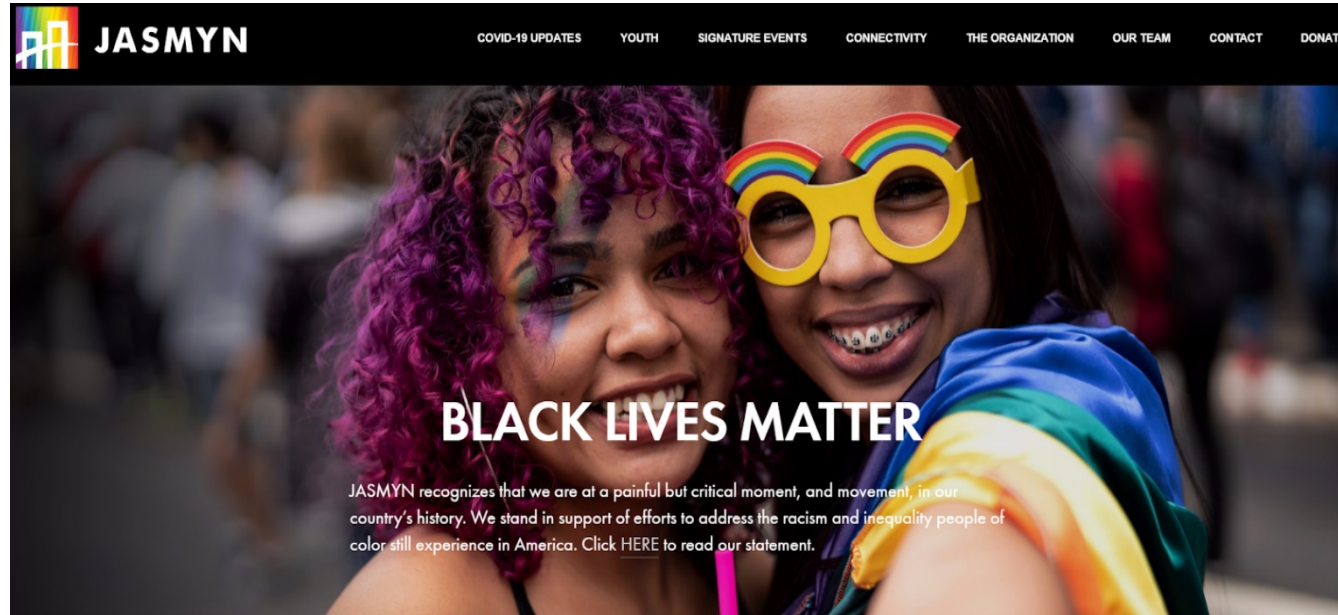 JASMYN
COVID-19 UPDATES YOUTH SIGNATURE EVENTS CONNECTIVITY THE ORGANIZATION OUR TEAM CONTACT DONAT
BLACK LIVES MATTER
JASMYN recognizes that we are at a painful but critical moment, and movement, in our
country's history. We stand in support of efforts to address the racism and inequality people of
color still experience in America. Click HERE to read our statement.